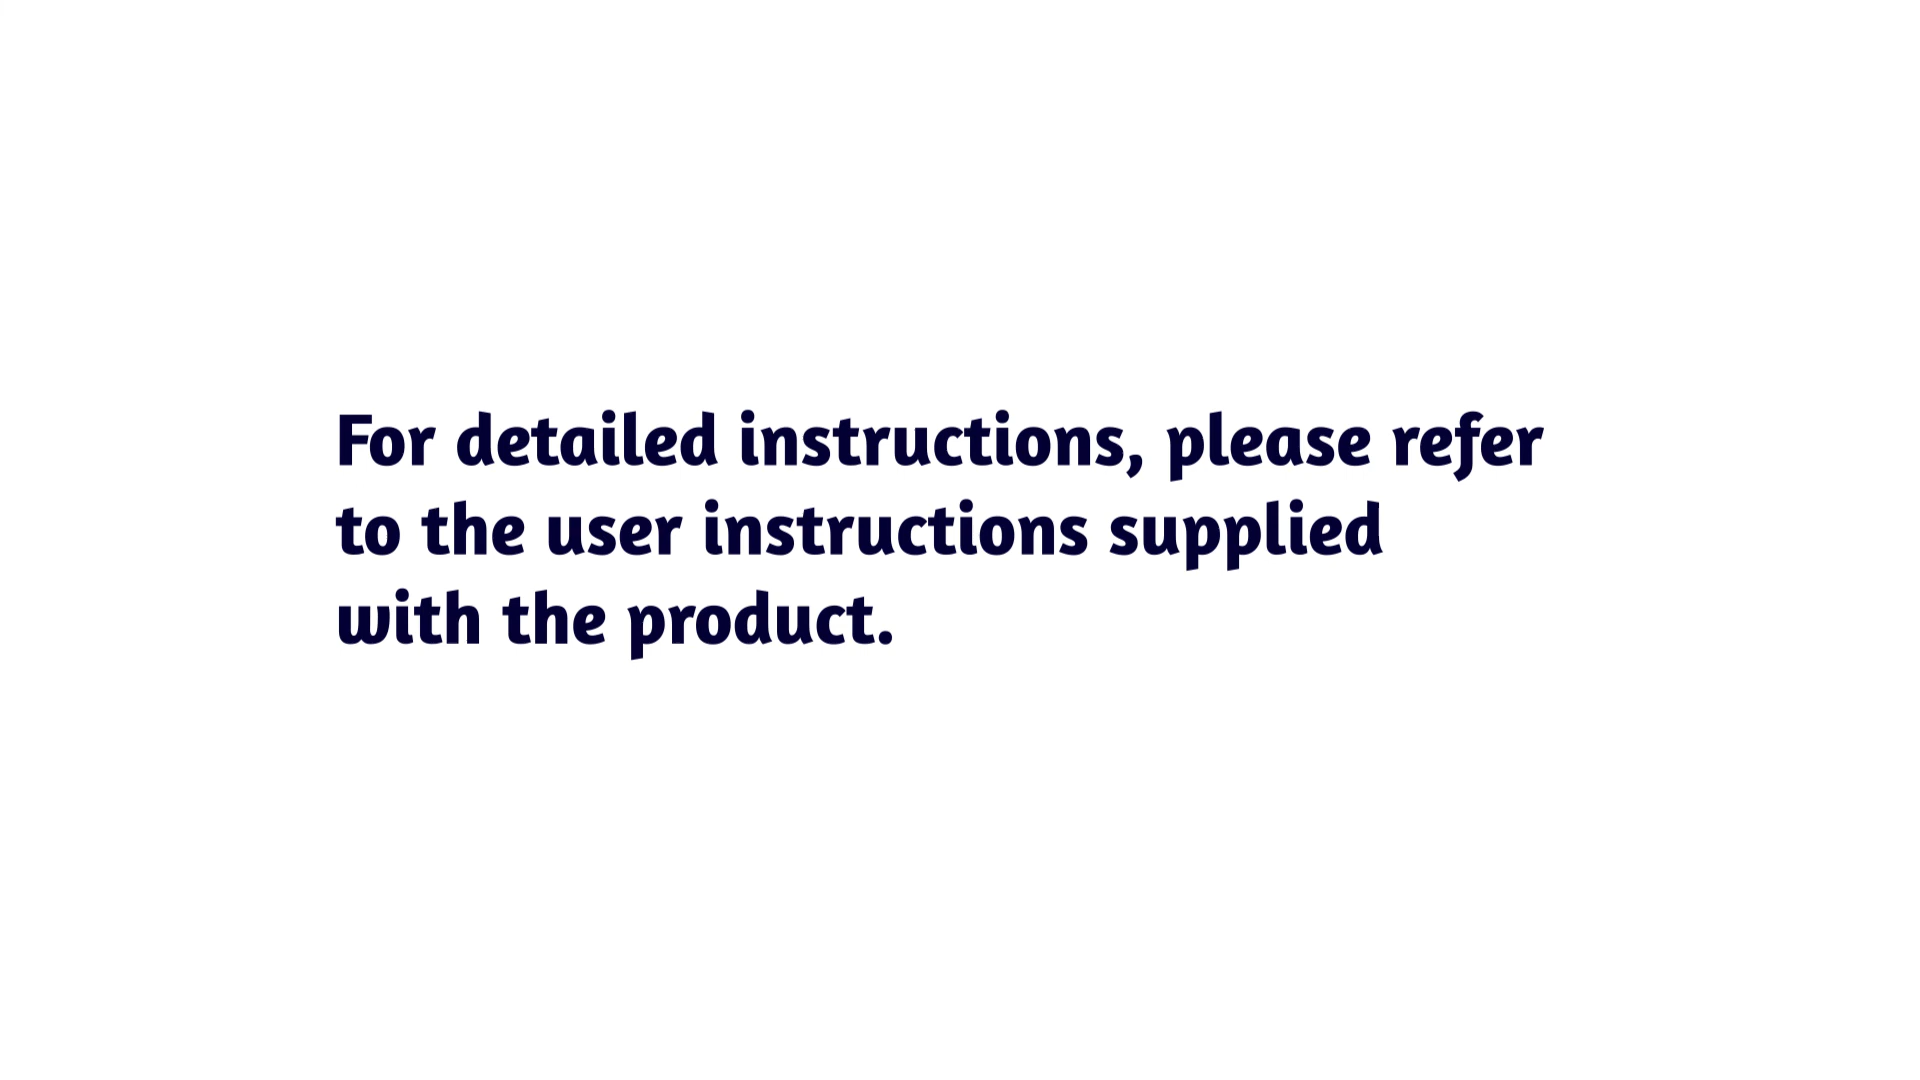 For detailed instructions, please refer
to the user instructions supplied
with the product.